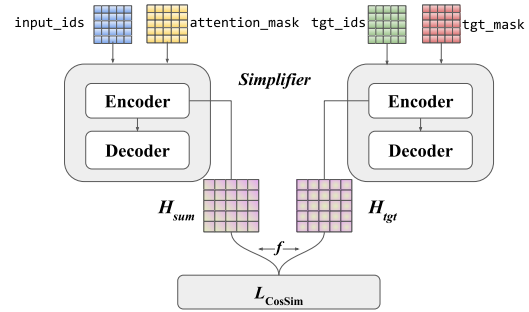 input_ids
attention_mask
tgt_ids
tgt_mask
Simplifier
Encoder
Encoder
Decoder
Decoder
H_sum
H_tgt
f
L_CosSim